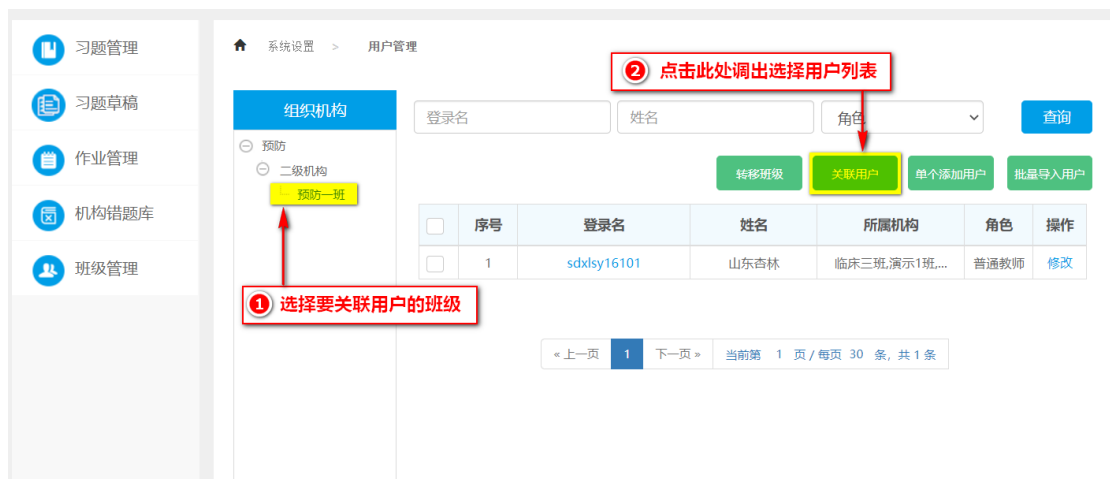 习题管理
习题草稿
作业管理
机构错题库
班级管理
系统设置 > 用户管理
2 点击此处调出选择用户列表
组织机构
登录名 姓名 角色 查询
预防
二级机构
预防一班
转移班级 关联用户 单个添加用户 批量导入用户
序号 登录名 姓名 所属机构 角色 操作
1 sdxlsy16101 山东杏林 临床三班,演示1班,... 普通教师 修改
1 选择要关联用户的班级
« 上一页 1 下一页 » 当前第 1 页 / 每页 30 条, 共 1 条